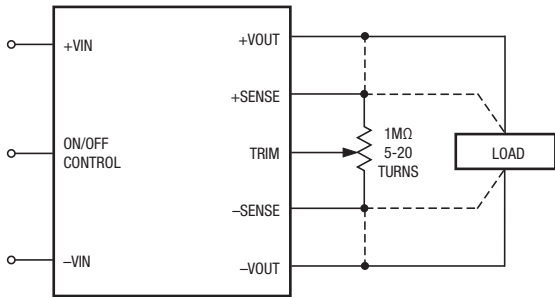 +VIN
ON/OFF
CONTROL
–VIN
+VOUT
+SENSE
TRIM
–SENSE
–VOUT
1MΩ
5-20
TURNS
LOAD